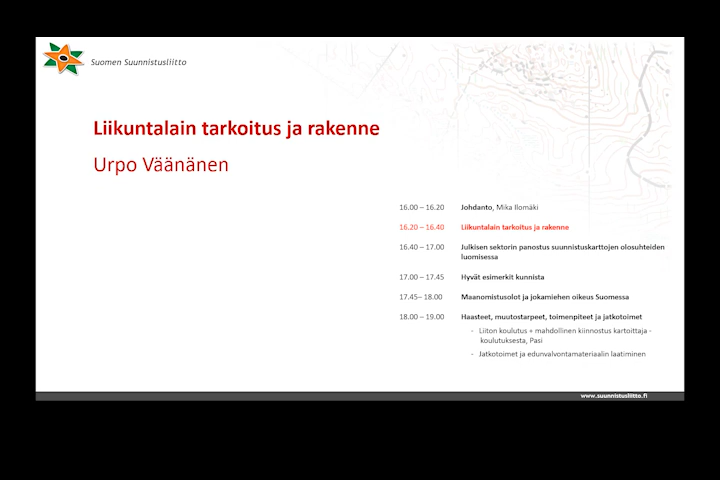 Suomen Suunnistusliitto
Liikuntalain tarkoitus ja rakenne
Urpo Väänänen
16.00 – 16.20 Johdanto, Mika Ilomäki
16.20 – 16.40 Liikuntalain tarkoitus ja rakenne
16.40 – 17.00 Julkisen sektorin panostus suunnistuskarttojen olosuhteiden
luomisessa
17.00 – 17.45 Hyvät esimerkit kunnista
17.45– 18.00 Maanomistusolot ja jokamiehen oikeus Suomessa
18.00 – 19.00 Haasteet, muutostarpeet, toimenpiteet ja jatkotoimet
- Liiton koulutus + mahdollinen kiinnostus kartoittaja -
koulutuksesta, Pasi
- Jatkotoimet ja edunvalvontamateriaalin laatiminen
www.suunnistusliitto.fi